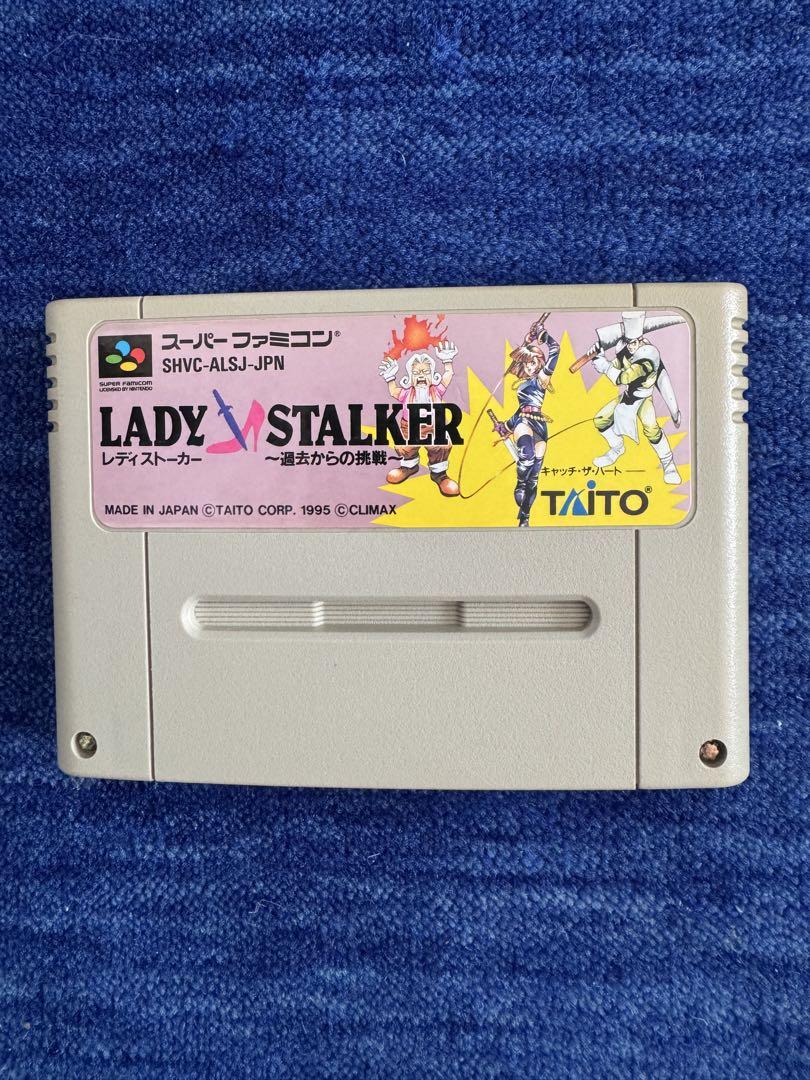 スーパー ファミコン®
SHVC-ALSJ-JPN
SUPER FAMICOM
LICENSED BY NINTENDO
LADY STALKER
レディストーカー
～過去からの挑戦～
キャッチ・ザ・ハート
TAITO®
MADE IN JAPAN ©TAITO CORP. 1995 ©CLIMAX